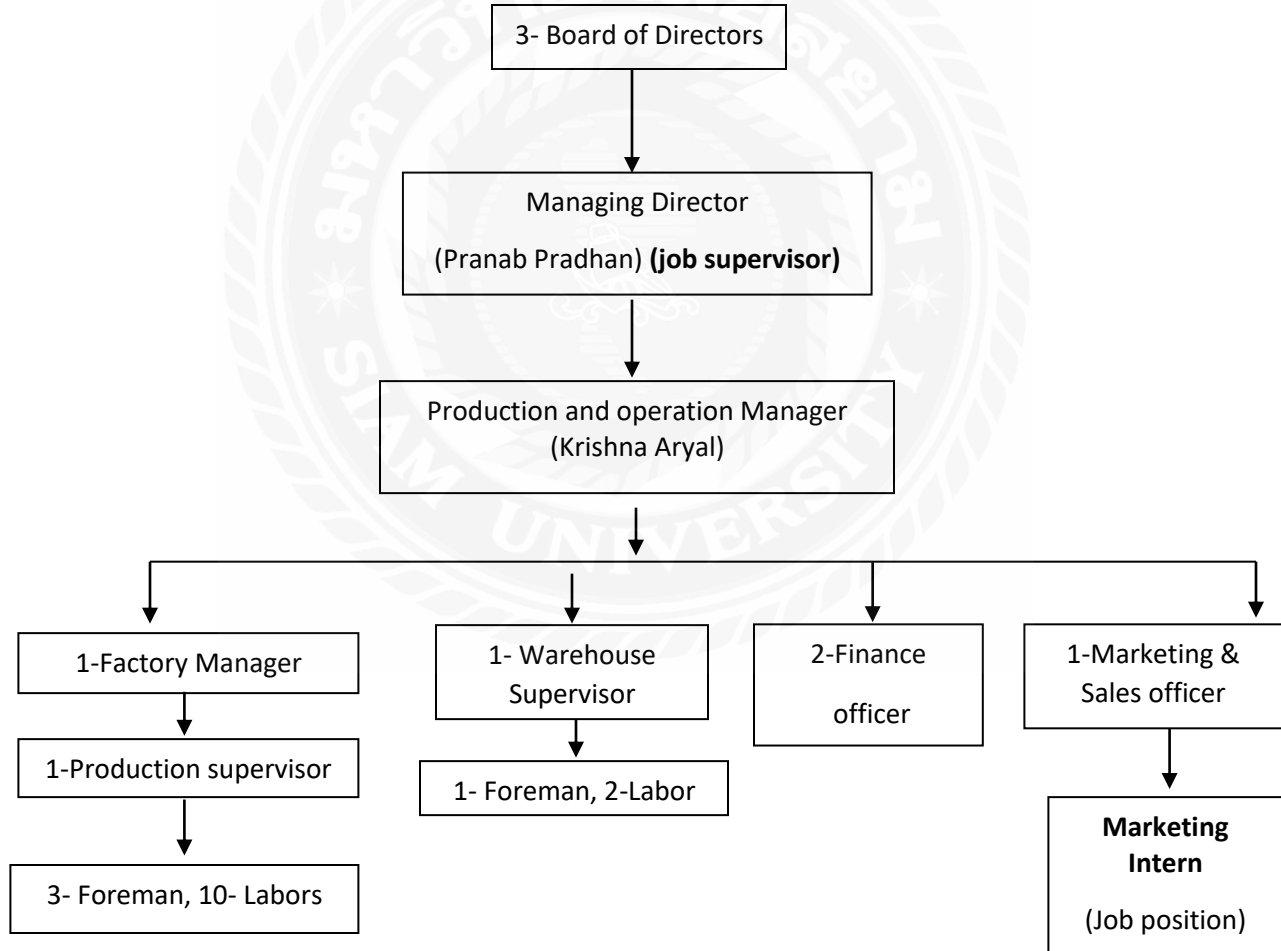 3- Board of Directors
Managing Director
(Pranab Pradhan) (job supervisor)
Production and operation Manager
(Krishna Aryal)
1-Factory Manager
1-Production supervisor
3- Foreman, 10- Labors
1- Warehouse
Supervisor
1- Foreman, 2-Labor
2-Finance
officer
1-Marketing &
Sales officer
Marketing
Intern
(Job position)
SIAM UNIVERSITY